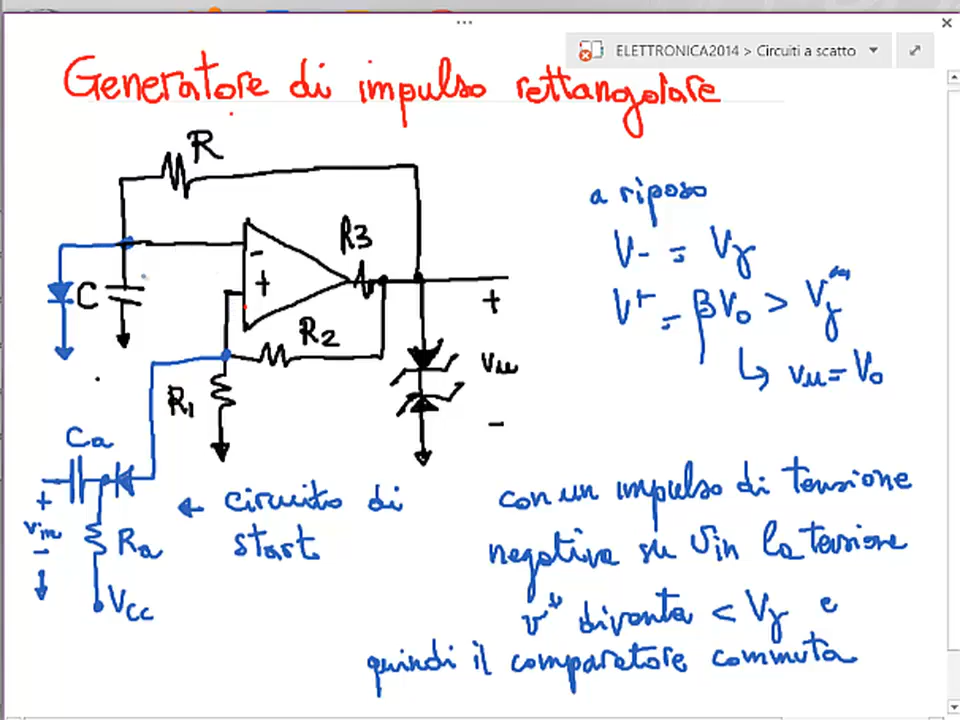 ELETTRONICA2014 > Circuiti a scatto
Generatore di impulso rettangolare
R
R3
a riposo
V- = Vγ
V+ = βVo > Vγ
↳ vu = Vo
C
-
+
R2
R1
+
vu
-
Ca
+
vin
-
Ra
Vcc
← circuito di
start
con un impulso di tensione
negativa su vin la tensione
v+ diventa < Vγ e
quindi il comparatore commuta